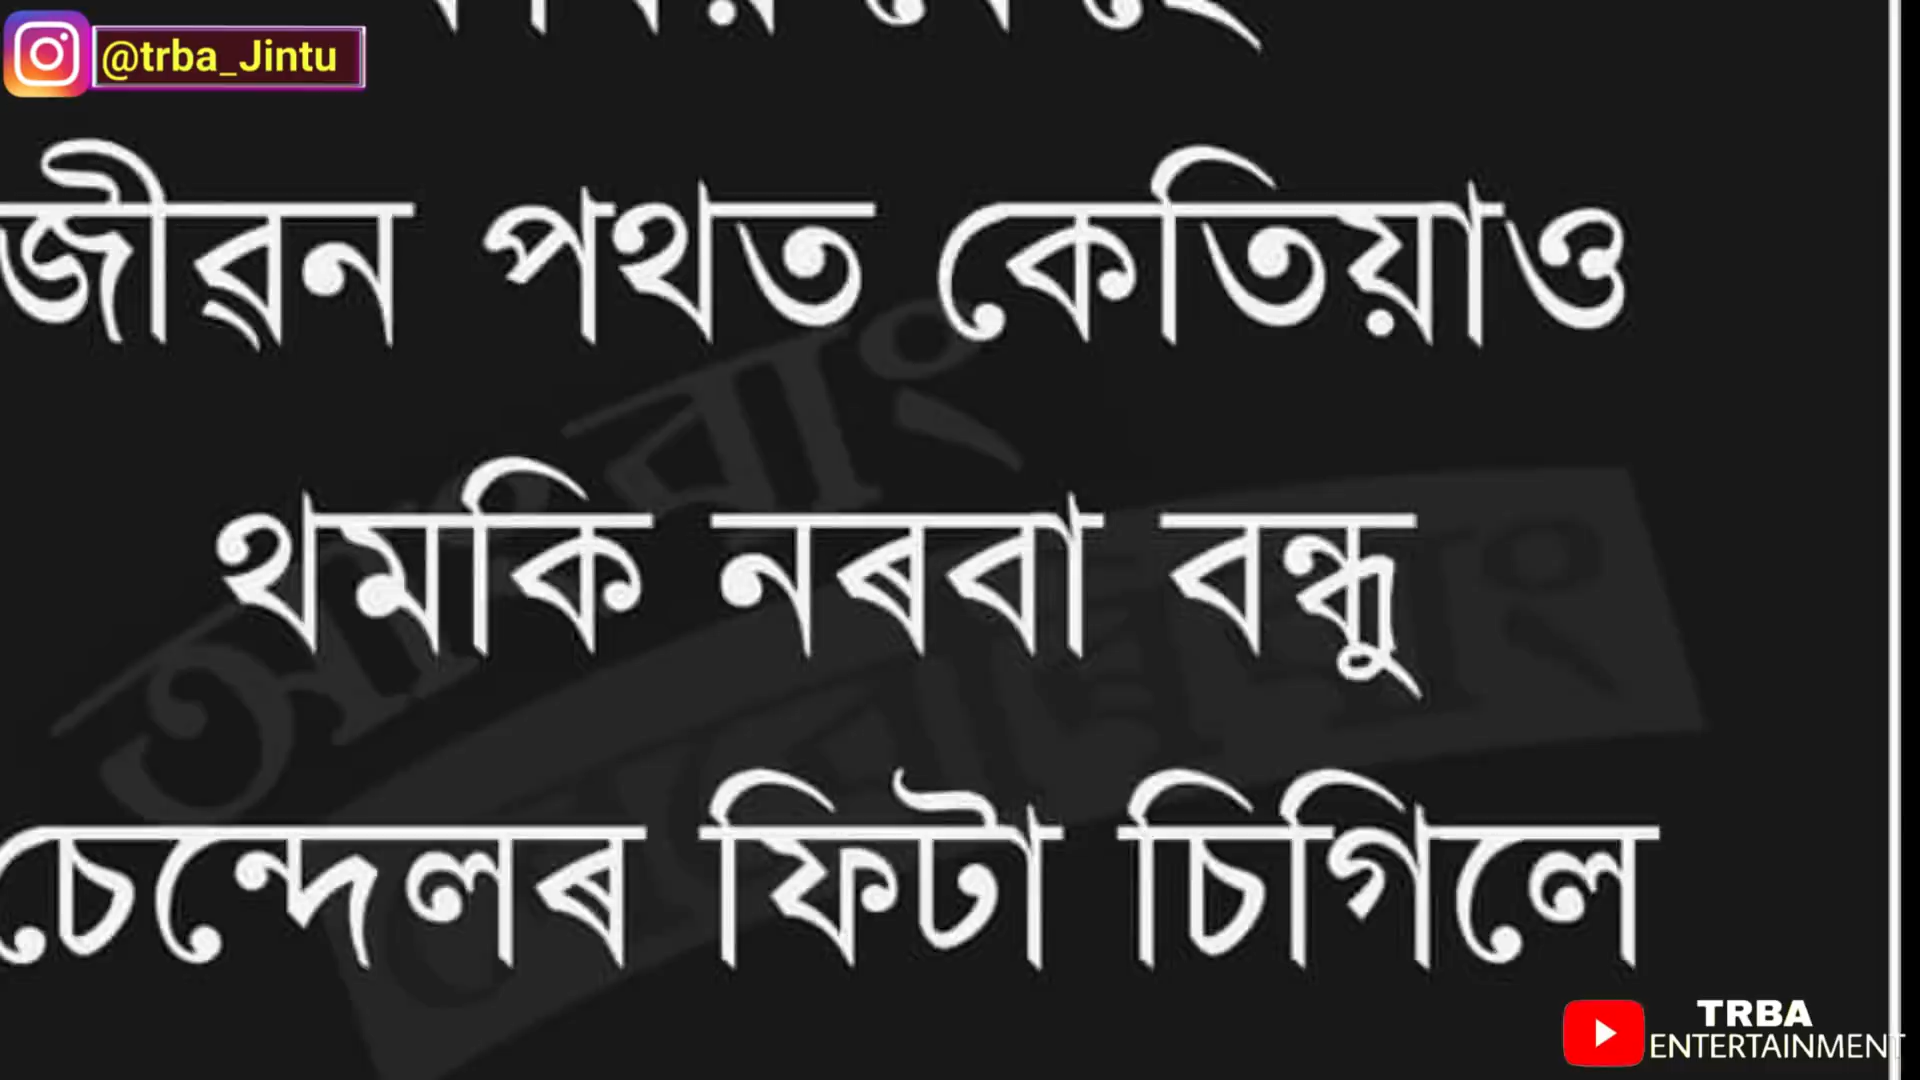 @trba_Jintu
জীৱন পথত কেতিয়াও
থমকি নৰবা বন্ধু
চেন্দেলৰ ফিটা চিগিলে
TRBA
ENTERTAINMENT